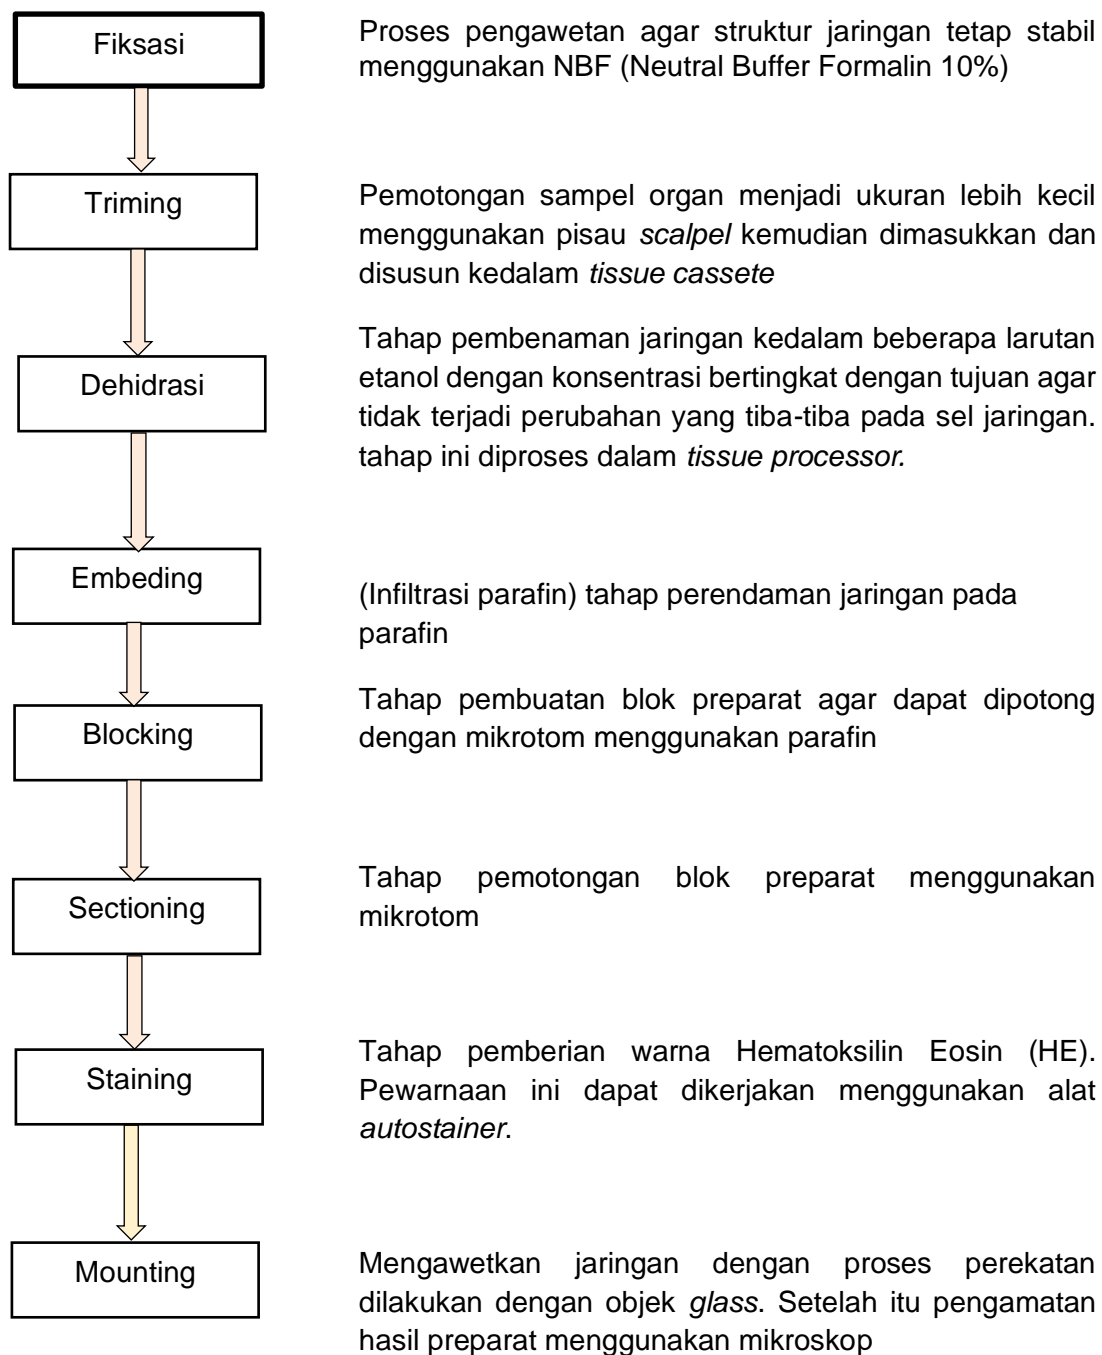 Fiksasi
Proses pengawetan agar struktur jaringan tetap stabil
menggunakan NBF (Neutral Buffer Formalin 10%)
Triming
Pemotongan sampel organ menjadi ukuran lebih kecil
menggunakan pisau scalpel kemudian dimasukkan dan
disusun kedalam tissue cassete
Dehidrasi
Tahap pembenaman jaringan kedalam beberapa larutan
etanol dengan konsentrasi bertingkat dengan tujuan agar
tidak terjadi perubahan yang tiba-tiba pada sel jaringan.
tahap ini diproses dalam tissue processor.
Embeding
(Infiltrasi parafin) tahap perendaman jaringan pada
parafin
Blocking
Tahap pembuatan blok preparat agar dapat dipotong
dengan mikrotom menggunakan parafin
Sectioning
Tahap pemotongan blok preparat menggunakan
mikrotom
Staining
Tahap pemberian warna Hematoksilin Eosin (HE).
Pewarnaan ini dapat dikerjakan menggunakan alat
autostainer.
Mounting
Mengawetkan jaringan dengan proses perekatan
dilakukan dengan objek glass. Setelah itu pengamatan
hasil preparat menggunakan mikroskop